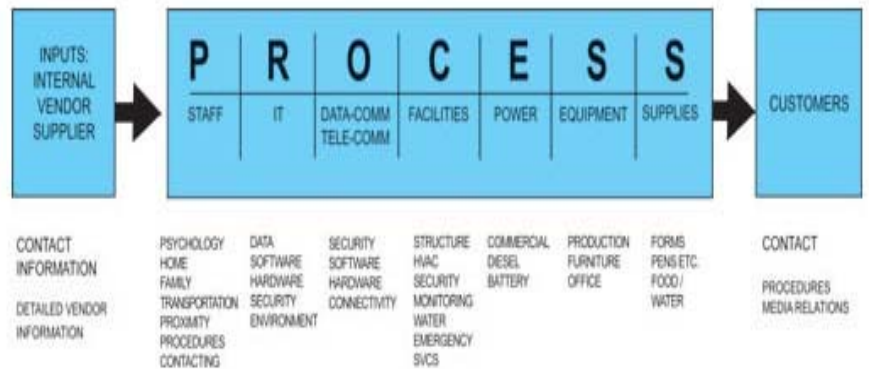 INPUTS:
INTERNAL
VENDOR
SUPPLIER
P R O C E S S
STAFF
IT
DATA-COMM
TELE-COMM
FACILITIES
POWER
EQUIPMENT
SUPPLIES
CUSTOMERS
CONTACT
INFORMATION
DETAILED VENDOR
INFORMATION
PSYCHOLOGY
HOME
FAMILY
TRANSPORTATION
PROXIMITY
PROCEDURES
CONTACTING
DATA
SOFTWARE
HARDWARE
SECURITY
ENVIRONMENT
SECURITY
SOFTWARE
HARDWARE
CONNECTIVITY
STRUCTURE
HVAC
SECURITY
MONITORING
WATER
EMERGENCY
SVCS
COMMERCIAL
DIESEL
BATTERY
PRODUCTION
FURNITURE
OFFICE
FORMS
PENS ETC.
FOOD /
WATER
CONTACT
PROCEDURES
MEDIA RELATIONS